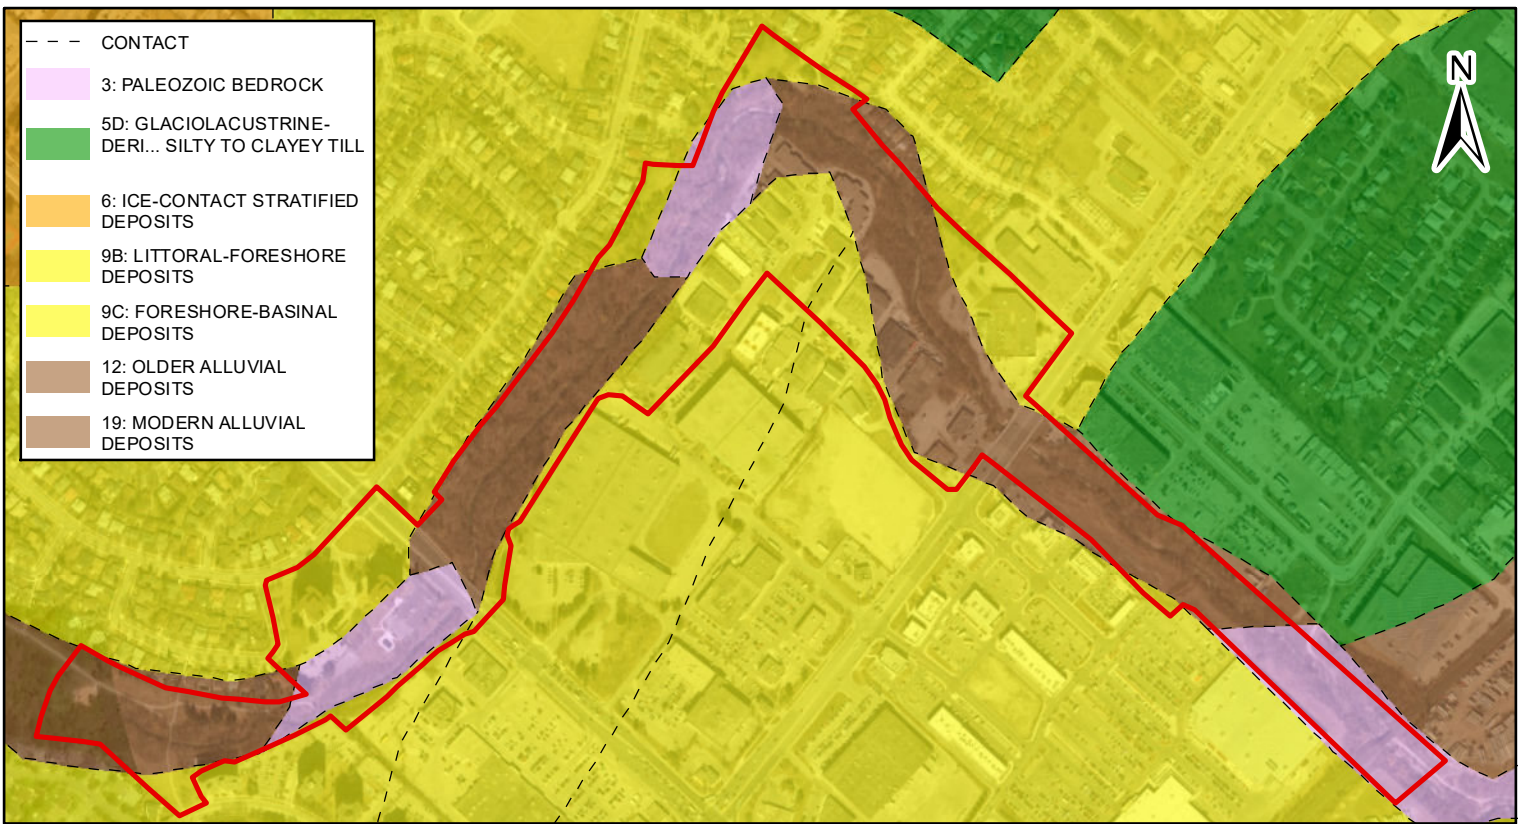 CONTACT
3: PALEOZOIC BEDROCK
5D: GLACIOLACUSTRINE-
DERI... SILTY TO CLAYEY TILL
6: ICE-CONTACT STRATIFIED
DEPOSITS
9B: LITTORAL-FORESHORE
DEPOSITS
9C: FORESHORE-BASINAL
DEPOSITS
12: OLDER ALLUVIAL
DEPOSITS
19: MODERN ALLUVIAL
DEPOSITS
N